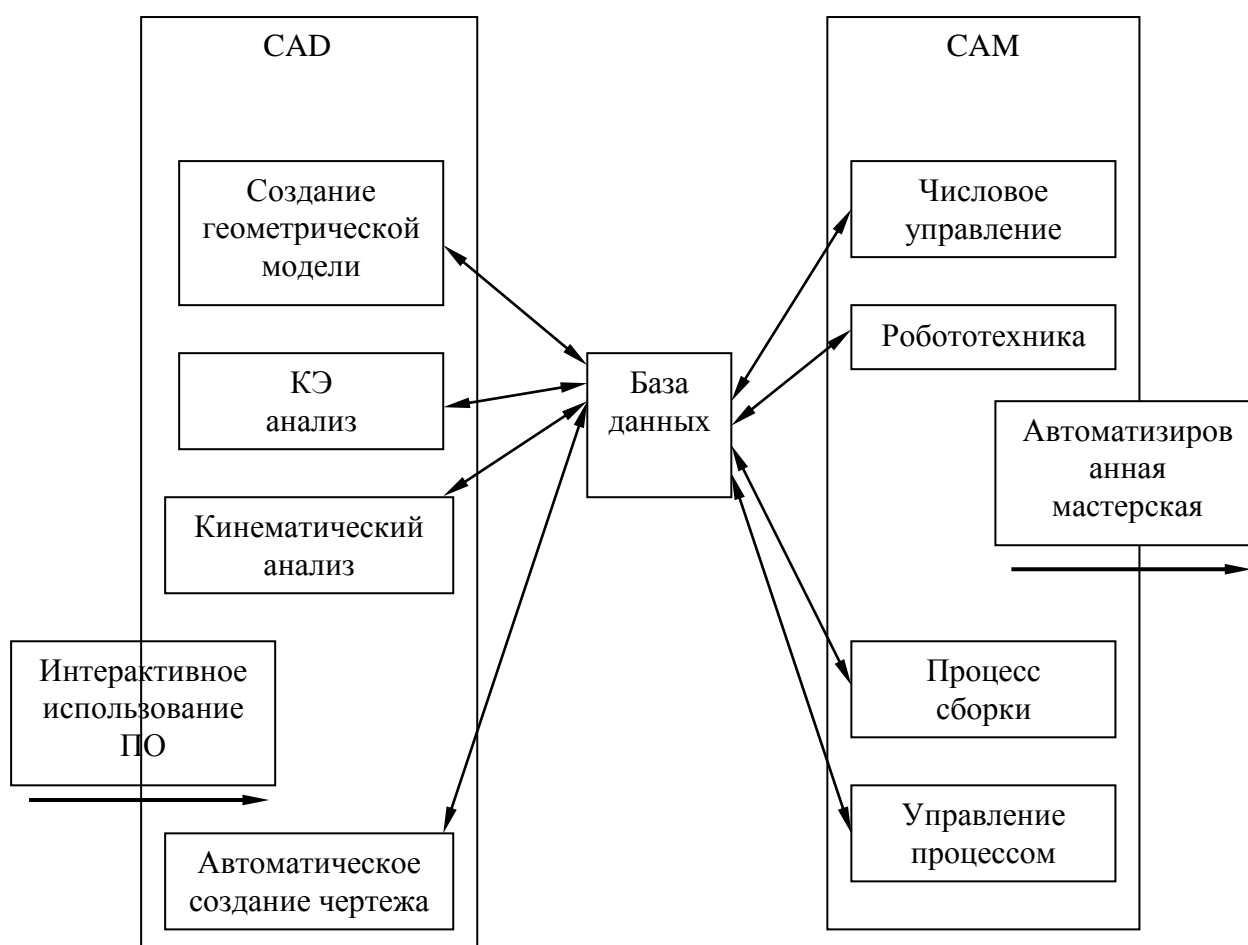 CAD
Создание
геометрической
модели
КЭ
анализ
Кинематический
анализ
Интерактивное
использование
ПО
Автоматическое
создание чертежа
База
данных
CAM
Числовое
управление
Робототехника
Автоматизиров
анная
мастерская
Процесс
сборки
Управление
процессом